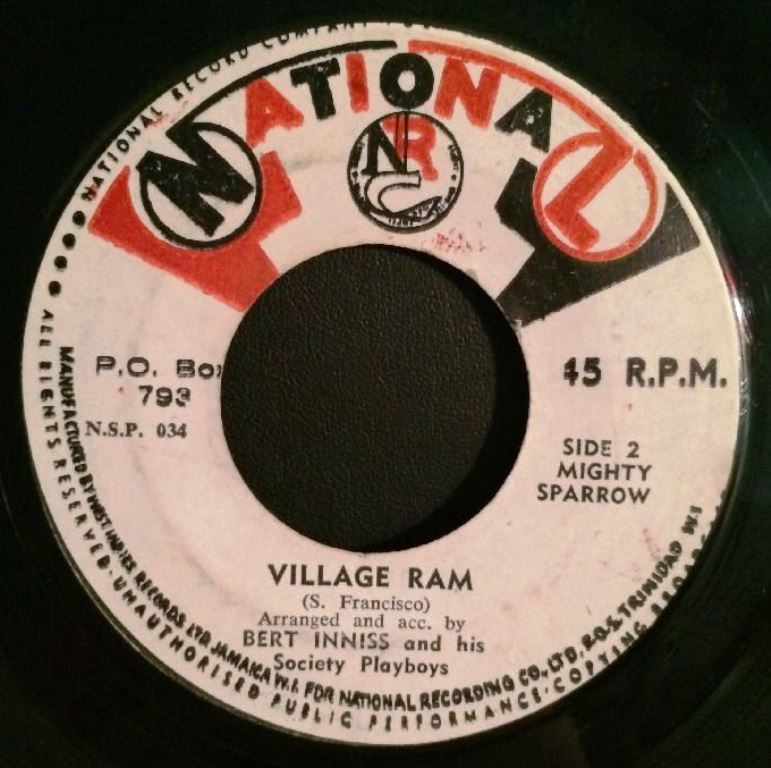 NATIONAL RECORD COMPANY
NATIONAL
NRC
P.O. Box
793
N.S.P. 034
45 R.P.M.
SIDE 2
MIGHTY
SPARROW
VILLAGE RAM
(S. Francisco)
Arranged and acc. by
BERT INNISS and his
Society Playboys
MANUFACTURED BY WEST INDIES RECORDS LTD JAMAICA W.I. FOR NATIONAL RECORDING CO., LTD. P.O.S. TRINIDAD W.I
ALL RIGHTS RESERVED·UNAUTHORISED PUBLIC PERFORMANCE·COPYING BROAD